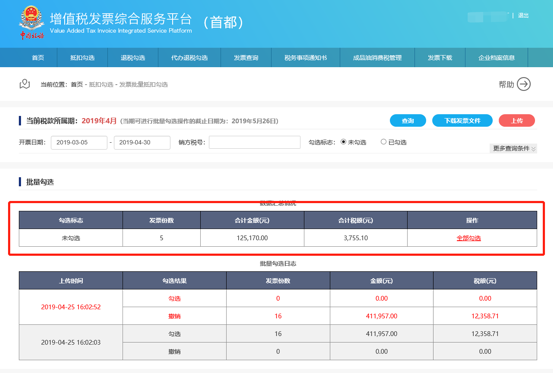 中国税务
增值税发票综合服务平台 （首都）
Value Added Tax Invoice Integrated Service Platform
| 退出
首页 抵扣勾选 退税勾选 代办退税勾选 发票查询 税务事项通知书 成品油消费税管理 发票下载 企业档案信息
当前位置：首页 - 抵扣勾选 - 发票批量抵扣勾选 帮助
当前税款所属期：2019年4月 （当期可进行批量勾选操作的截止日期为：2019年5月26日） 查询 下载发票文件 上传
开票日期： 2019-03-05 - 2019-04-30 销方税号： 勾选标志： 未勾选 已勾选
更多查询条件
批量勾选
勾选标志 发票份数 合计金额(元) 合计税额(元) 操作
未勾选 5 125,170.00 3,755.10 全部勾选
批量勾选日志
上传时间 勾选结果 发票份数 金额(元) 税额(元)
2019-04-25 16:02:52 勾选 0 0.00 0.00
撤销 16 411,957.00 12,358.71
2019-04-25 16:02:03 勾选 16 411,957.00 12,358.71
撤销 0 0.00 0.00